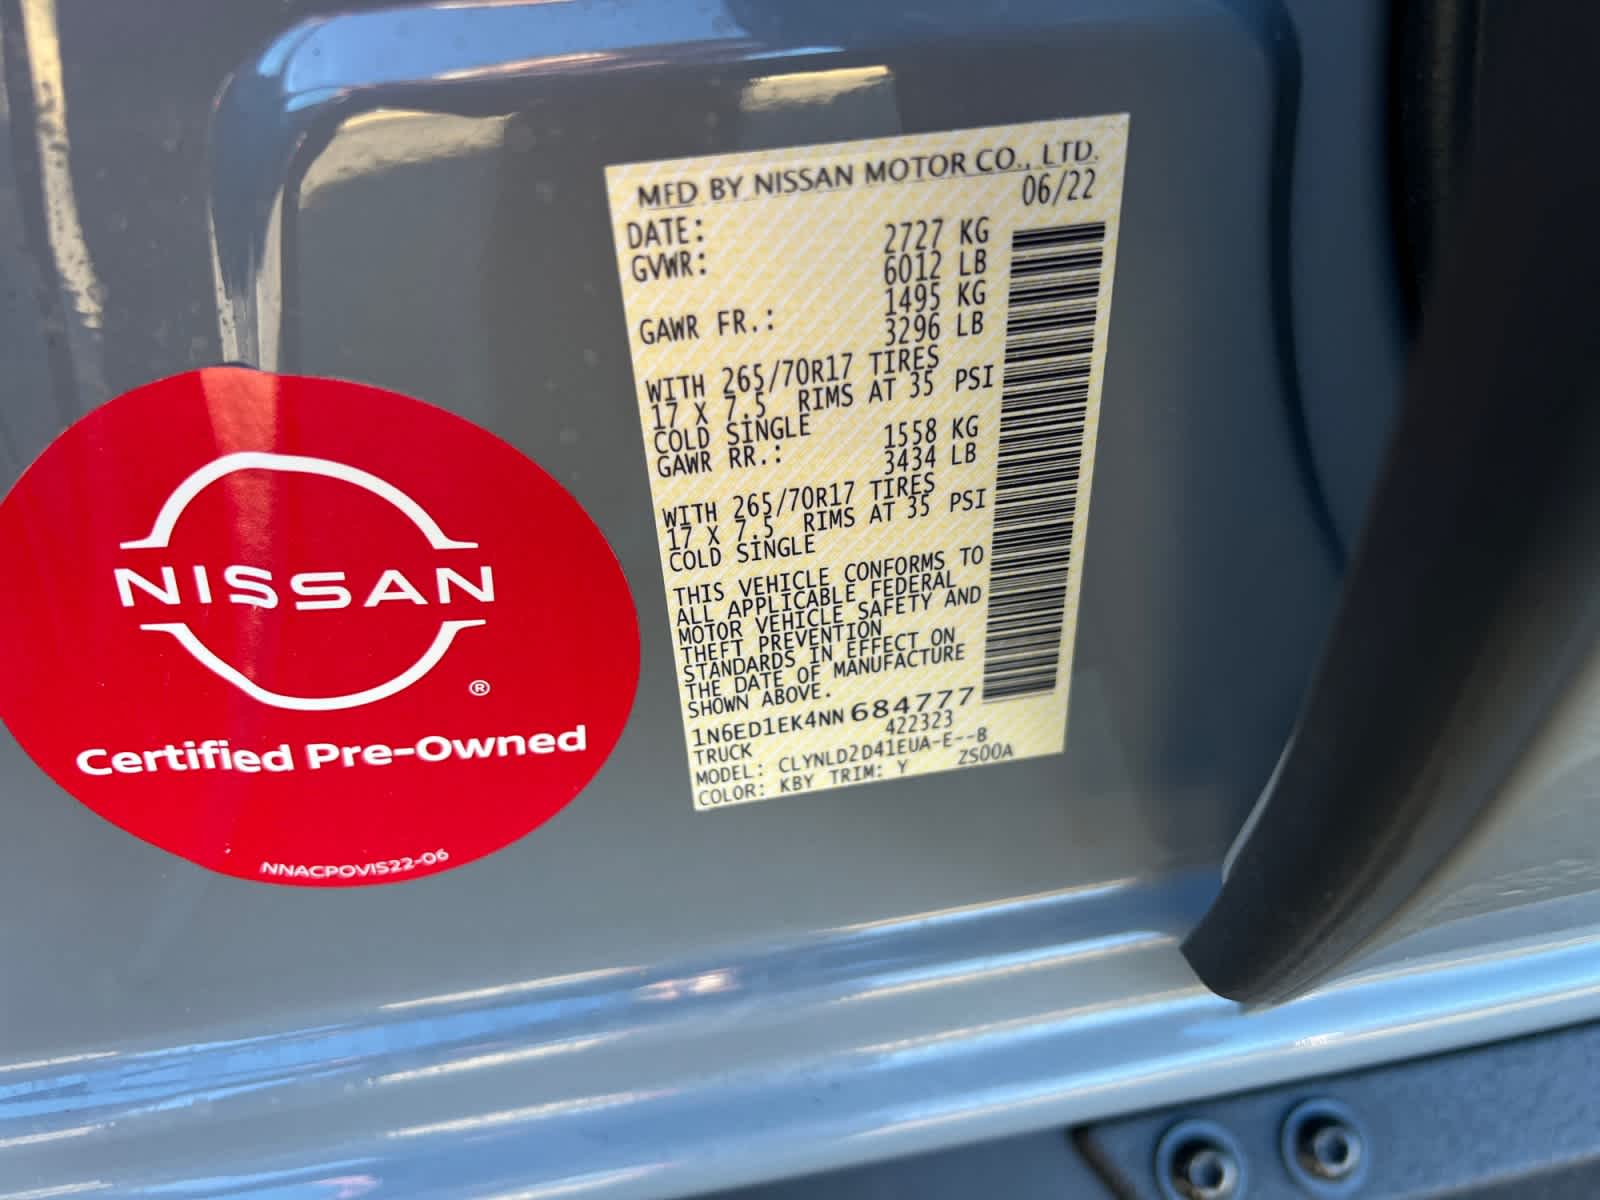 MFD BY NISSAN MOTOR CO., LTD.
DATE: 06/22
GVWR: 2727 KG
6012 LB
GAWR FR.: 1495 KG
3296 LB
WITH 265/70R17 TIRES
17 X 7.5 RIMS AT 35 PSI
COLD SINGLE
GAWR RR.: 1558 KG
3434 LB
WITH 265/70R17 TIRES
17 X 7.5 RIMS AT 35 PSI
COLD SINGLE
THIS VEHICLE CONFORMS TO
ALL APPLICABLE FEDERAL
MOTOR VEHICLE SAFETY AND
THEFT PREVENTION
STANDARDS IN EFFECT ON
THE DATE OF MANUFACTURE
SHOWN ABOVE.
1N6ED1EK4NN684777
TRUCK 422323
MODEL: CLYNLD2D41EUA-E--B
COLOR: KBY TRIM: Y ZS00A
NISSAN
®
Certified Pre-Owned
NNACPOVIS22-06